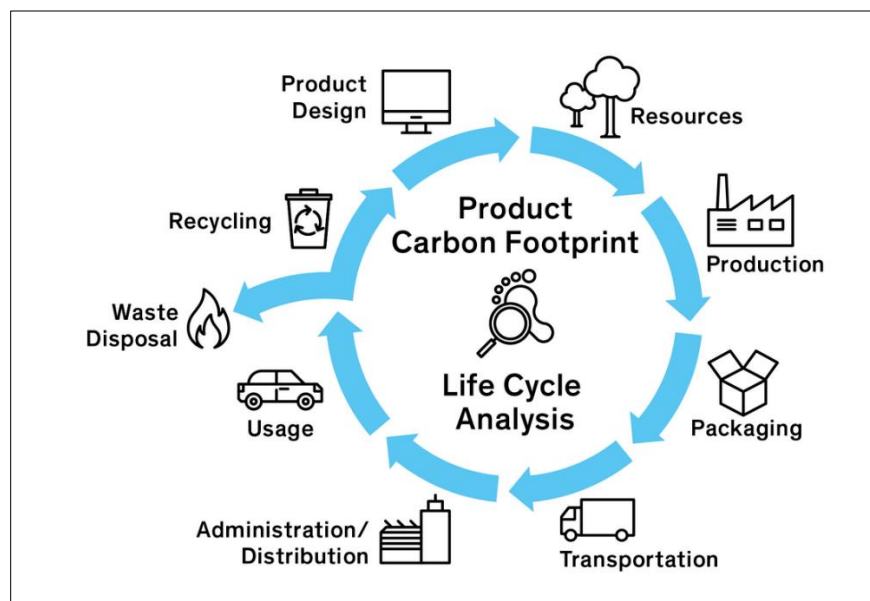 Product
Design
Resources
Recycling
Product
Carbon Footprint
Production
Waste
Disposal
Life Cycle
Analysis
Usage
Packaging
Administration/
Distribution
Transportation